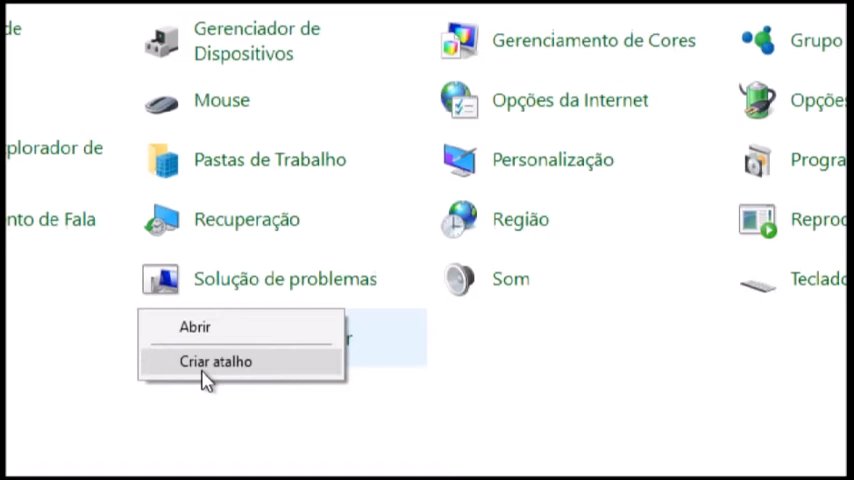 de
Gerenciador de
Dispositivos
Gerenciamento de Cores
Grupo
Mouse
Opções da Internet
Opçõe
plorador de
Pastas de Trabalho
Personalização
Progra
nto de Fala
Recuperação
Região
Reprod
Solução de problemas
Som
Teclado
Abrir
r
Criar atalho